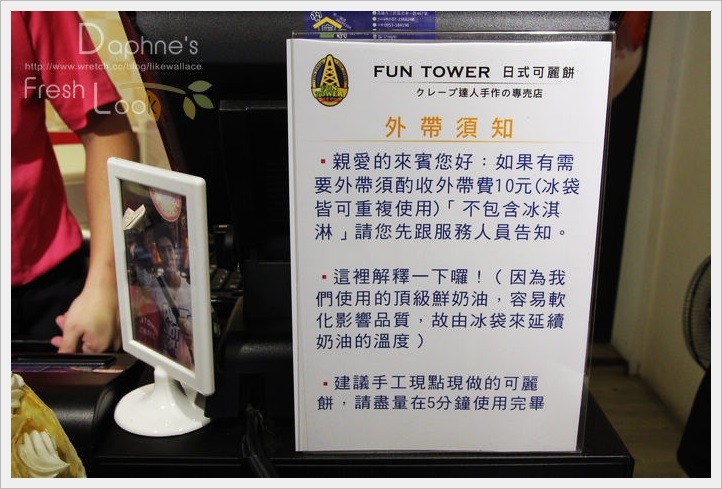 Daphne's
http://www.wretch.cc/blog/likewallace
Fresh Look
FUN TOWER
FUN TOWER 日式可麗餅
クレープ達人手作の專売店
外帶須知
▪親愛的來賓您好：如果有需
要外帶須酌收外帶費10元(冰袋
皆可重複使用)「不包含冰淇
淋」請您先跟服務人員告知。
▪這裡解釋一下囉！( 因為我
們使用的頂級鮮奶油，容易軟
化影響品質，故由冰袋來延續
奶油的溫度 )
▪建議手工現點現做的可麗
餅，請盡量在5分鐘使用完畢